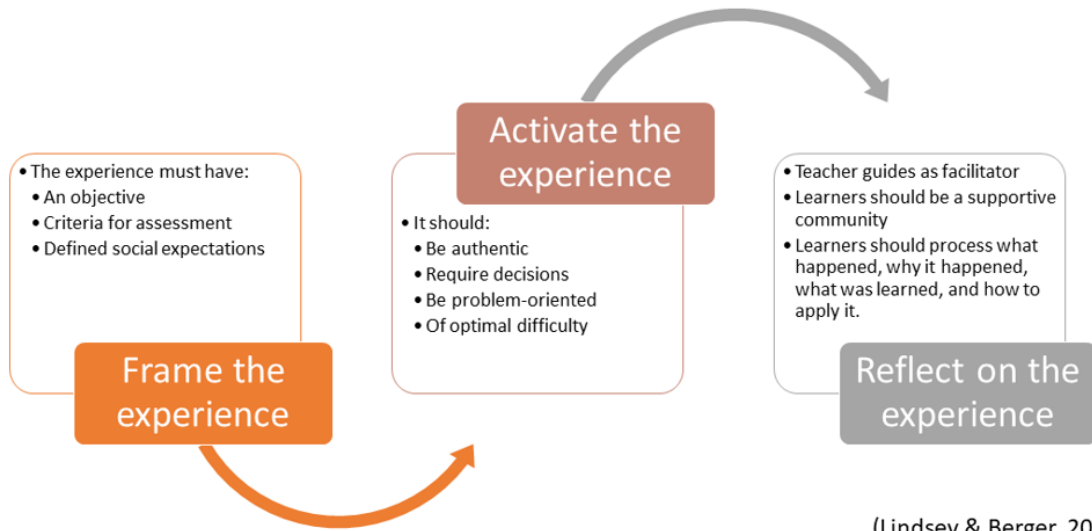 • The experience must have:
• An objective
• Criteria for assessment
• Defined social expectations
Frame the
experience
Activate the
experience
• It should:
• Be authentic
• Require decisions
• Be problem-oriented
• Of optimal difficulty
• Teacher guides as facilitator
• Learners should be a supportive
community
• Learners should process what
happened, why it happened,
what was learned, and how to
apply it.
Reflect on the
experience
(Lindsey & Berger, 20